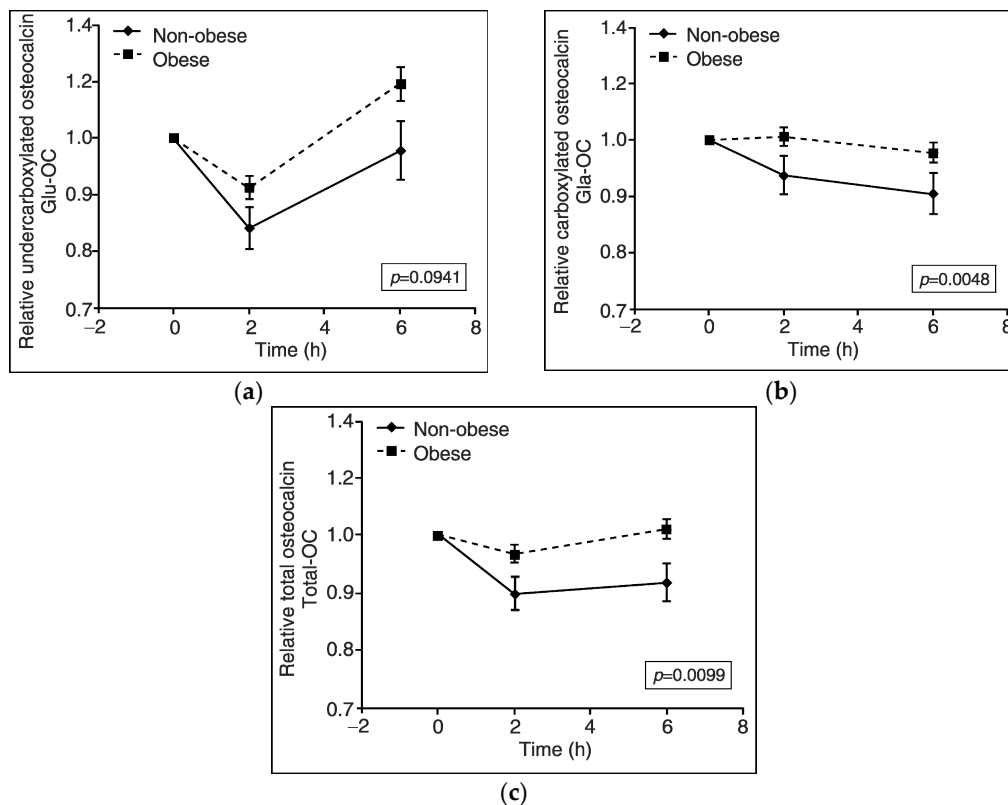 Relative undercarboxylated osteocalcin
Glu-OC
1.4
1.2
1.0
0.9
0.8
0.7
Non-obese
Obese
p=0.0941
−2
0
2
4
6
8
Time (h)
(a)
Relative carboxylated osteocalcin
Gla-OC
1.4
1.2
1.0
0.9
0.8
0.7
Non-obese
Obese
p=0.0048
−2
0
2
4
6
8
Time (h)
(b)
Relative total osteocalcin
Total-OC
1.4
1.2
1.0
0.9
0.8
0.7
Non-obese
Obese
p=0.0099
−2
0
2
4
6
8
Time (h)
(c)